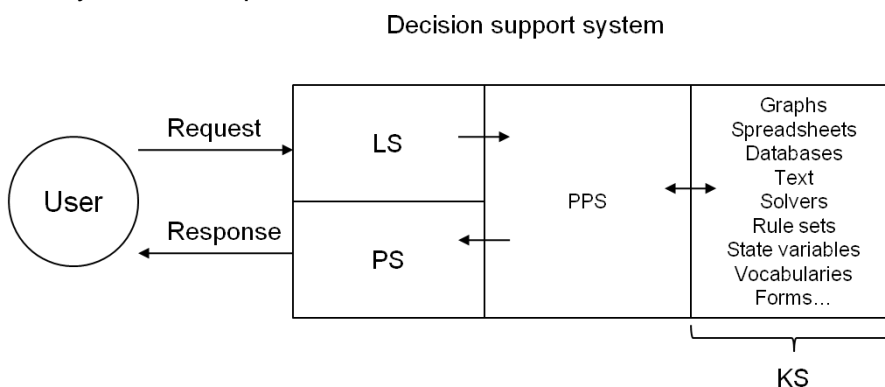 Decision support system
Request
LS
User
Response
PS
PPS
Graphs
Spreadsheets
Databases
Text
Solvers
Rule sets
State variables
Vocabularies
Forms…
KS